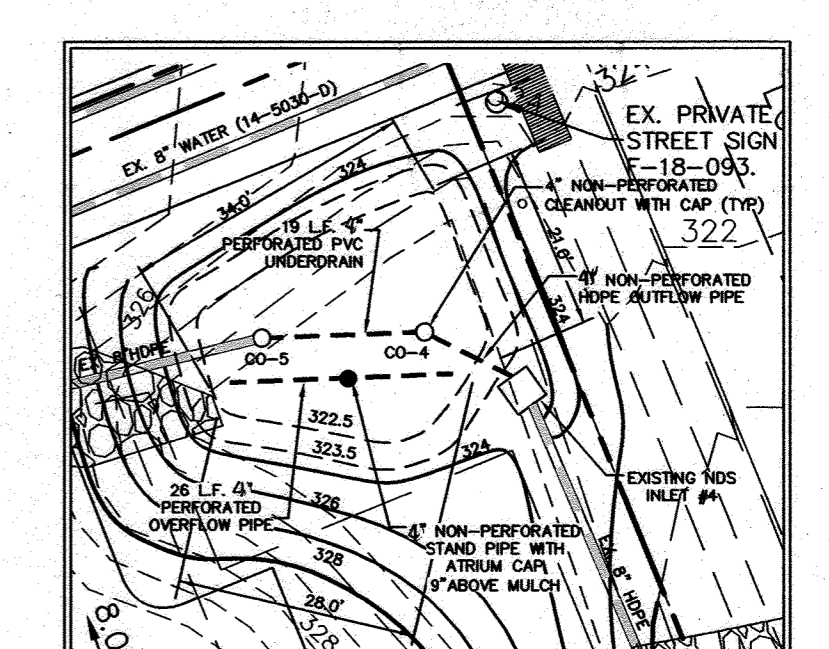 EX. 8" WATER (14-5030-D)
324
324
EX. PRIVATE
STREET SIGN
F-18-093.
4" NON-PERFORATED
CLEANOUT WITH CAP (TYP)
322
34.0'
19 L.F. 4"
PERFORATED PVC
UNDERDRAIN
21.0'
4" NON-PERFORATED
HDPE OUTFLOW PIPE
324
326
EX. 8"HDPE
CO-5
CO-4
322.5
323.5
324
EXISTING NDS
INLET #4
26 L.F. 4"
PERFORATED
OVERFLOW PIPE
326
4" NON-PERFORATED
STAND PIPE WITH
ATRIUM CAP
9"ABOVE MULCH
328
EX. 8" HDPE
28.0'
328